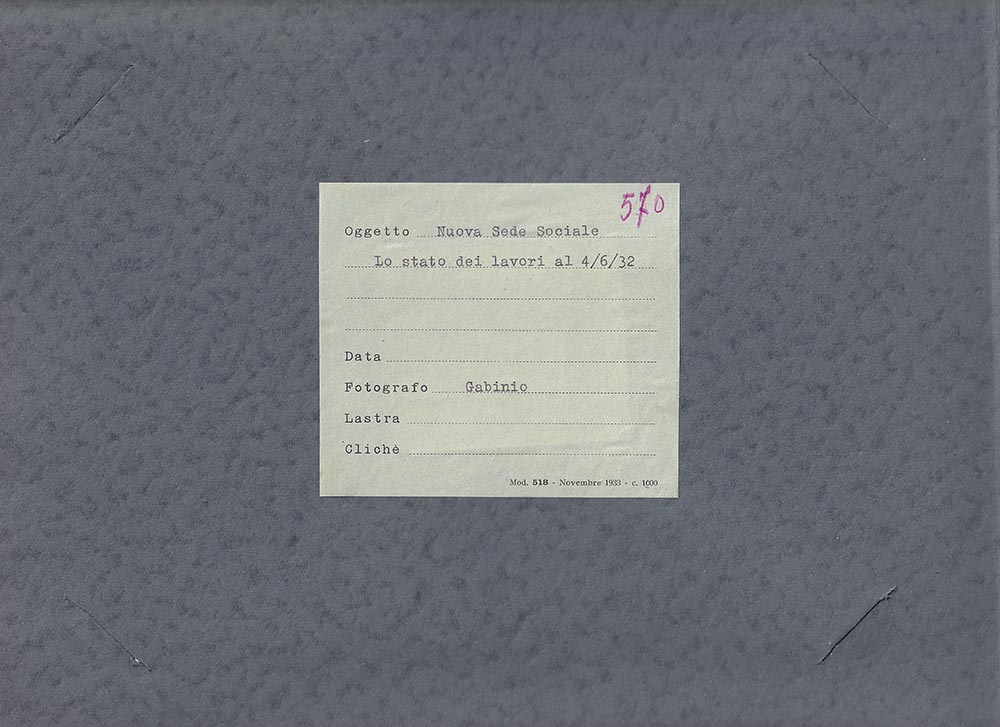 570
Oggetto Nuova Sede Sociale
Lo stato dei lavori al 4/6/32
Data
Fotografo Gabinio
Lastra
Clichè
Mod. 518 - Novembre 1933 - c. 1000